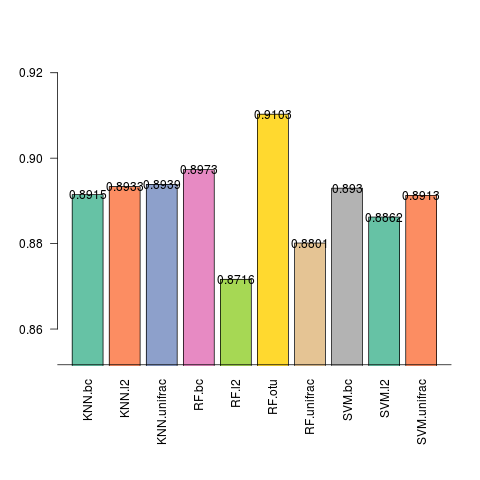 0.92
0.90
0.88
0.86
0.8915
0.8933
0.8939
0.8973
0.8716
0.9103
0.8801
0.893
0.8862
0.8913
KNN.bc
KNN.l2
KNN.unifrac
RF.bc
RF.l2
RF.otu
RF.unifrac
SVM.bc
SVM.l2
SVM.unifrac